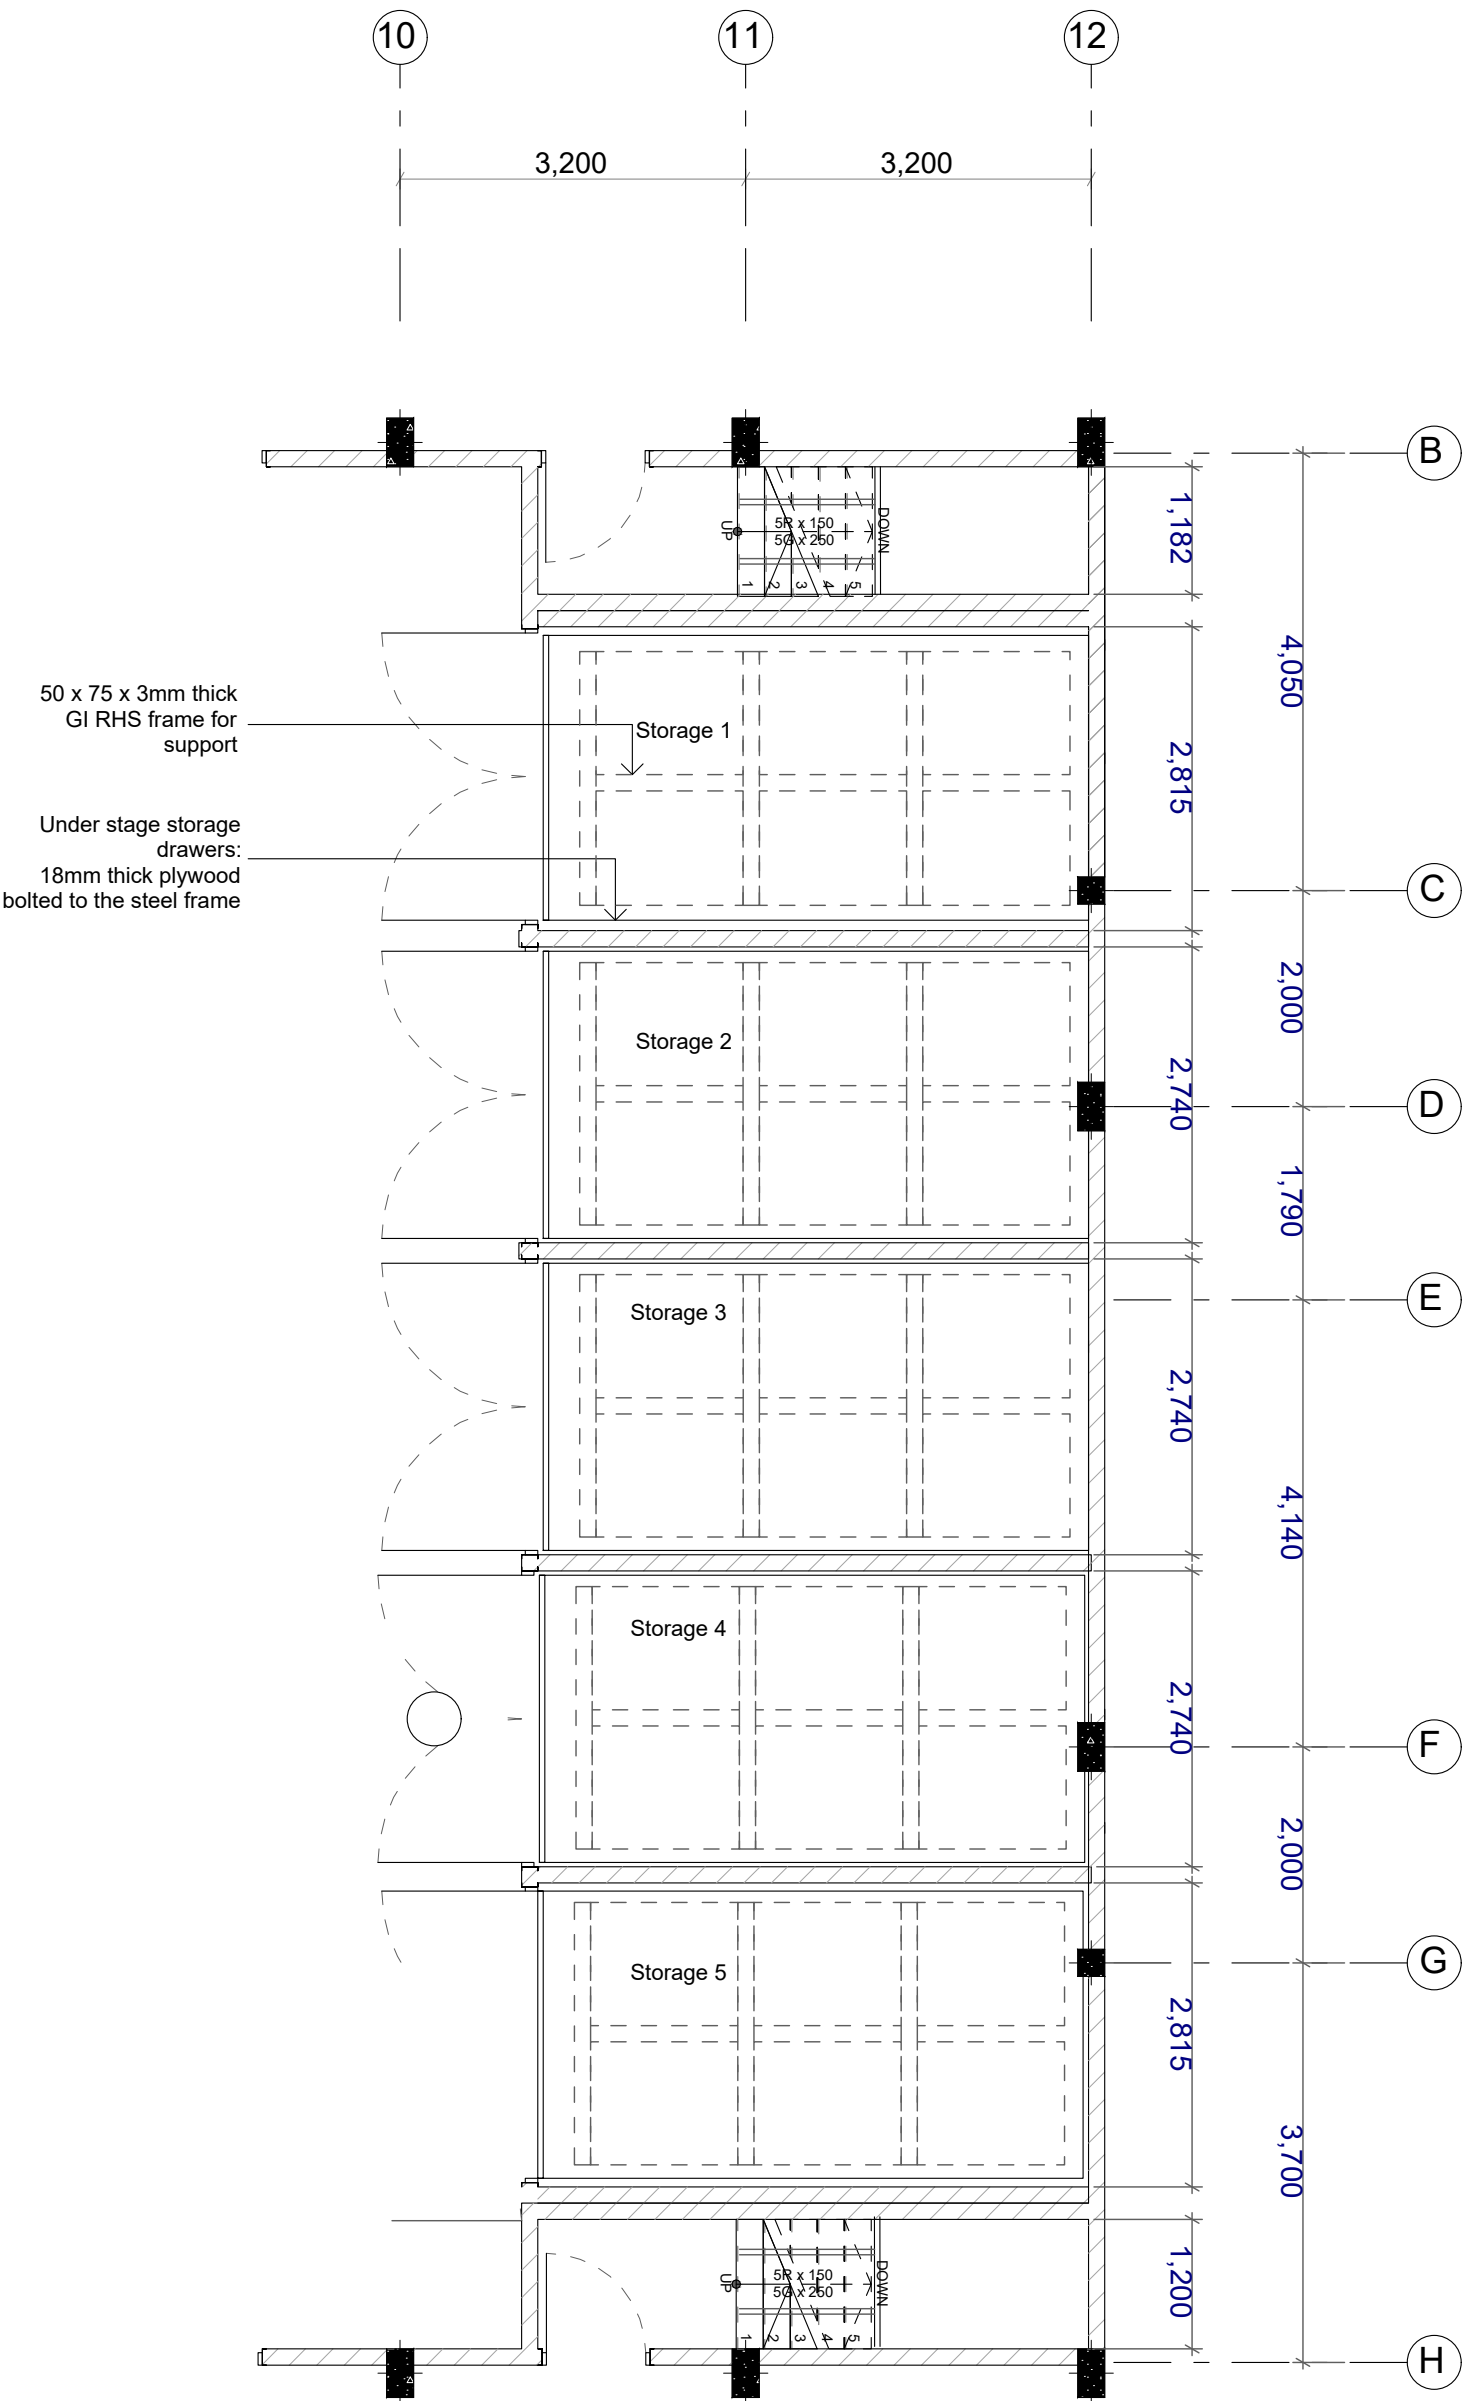 10
11
12
3,200
3,200
B
UP
5R x 150
5G x 250
DOWN
1
2
3
4
5
1,182
4,050
50 x 75 x 3mm thick
GI RHS frame for
support
Storage 1
2,815
Under stage storage
drawers:
18mm thick plywood
bolted to the steel frame
C
2,000
Storage 2
2,740
D
1,790
E
Storage 3
2,740
4,140
Storage 4
2,740
F
2,000
G
Storage 5
2,815
3,700
UP
5R x 150
5G x 250
DOWN
1
2
3
4
5
1,200
H